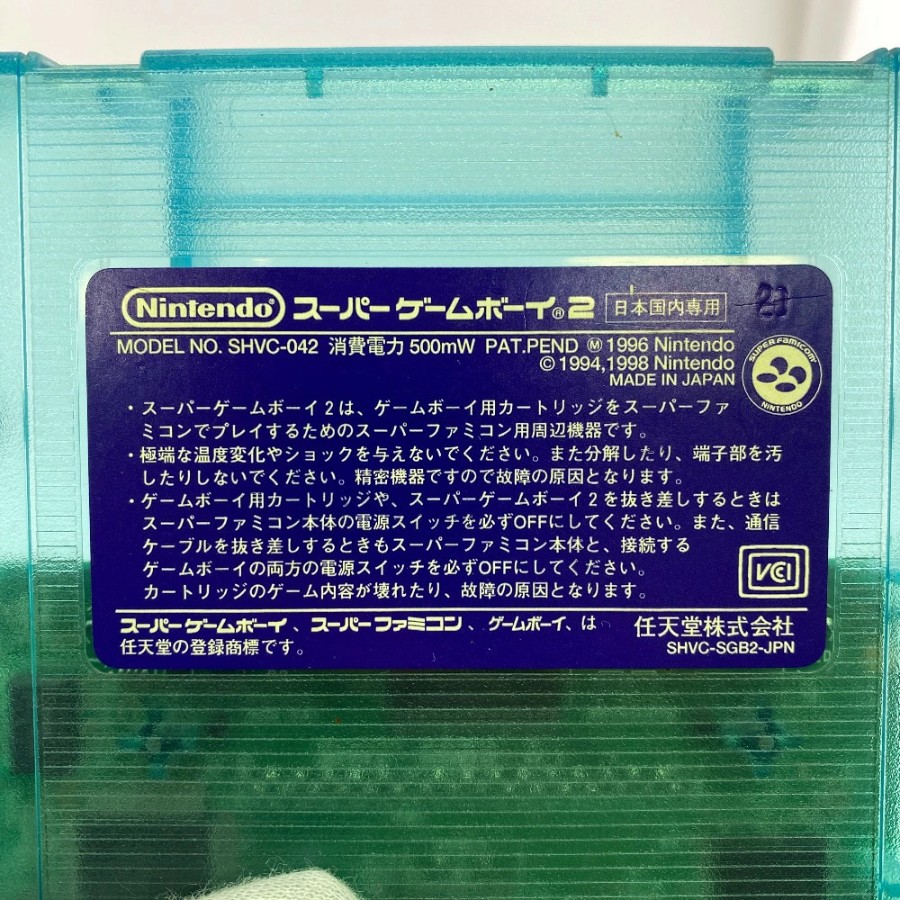 Nintendo® スーパーゲームボーイ®2 日本国内専用 21
MODEL NO. SHVC-042 消費電力 500mW PAT.PEND Ⓜ 1996 Nintendo
© 1994,1998 Nintendo
MADE IN JAPAN
SUPER FAMICOM
NINTENDO
・スーパーゲームボーイ2は、ゲームボーイ用カートリッジをスーパーファ
ミコンでプレイするためのスーパーファミコン用周辺機器です。
・極端な温度変化やショックを与えないでください。また分解したり、端子部を汚
したりしないでください。精密機器ですので故障の原因となります。
・ゲームボーイ用カートリッジや、スーパーゲームボーイ2を抜き差しするときは
スーパーファミコン本体の電源スイッチを必ずOFFにしてください。また、通信
ケーブルを抜き差しするときもスーパーファミコン本体と、接続する
ゲームボーイの両方の電源スイッチを必ずOFFにしてください。
カートリッジのゲーム内容が壊れたり、故障の原因となります。
VCI
スーパーゲームボーイ、スーパーファミコン、ゲームボーイ、は
任天堂の登録商標です。
任天堂株式会社
SHVC-SGB2-JPN